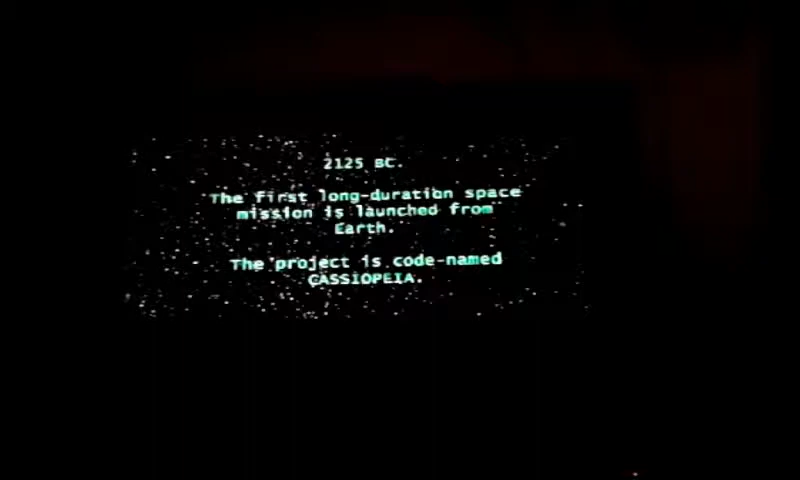 2125 BC.
The first long-duration space
mission is launched from
Earth.
The project is code-named
CASSIOPEIA.